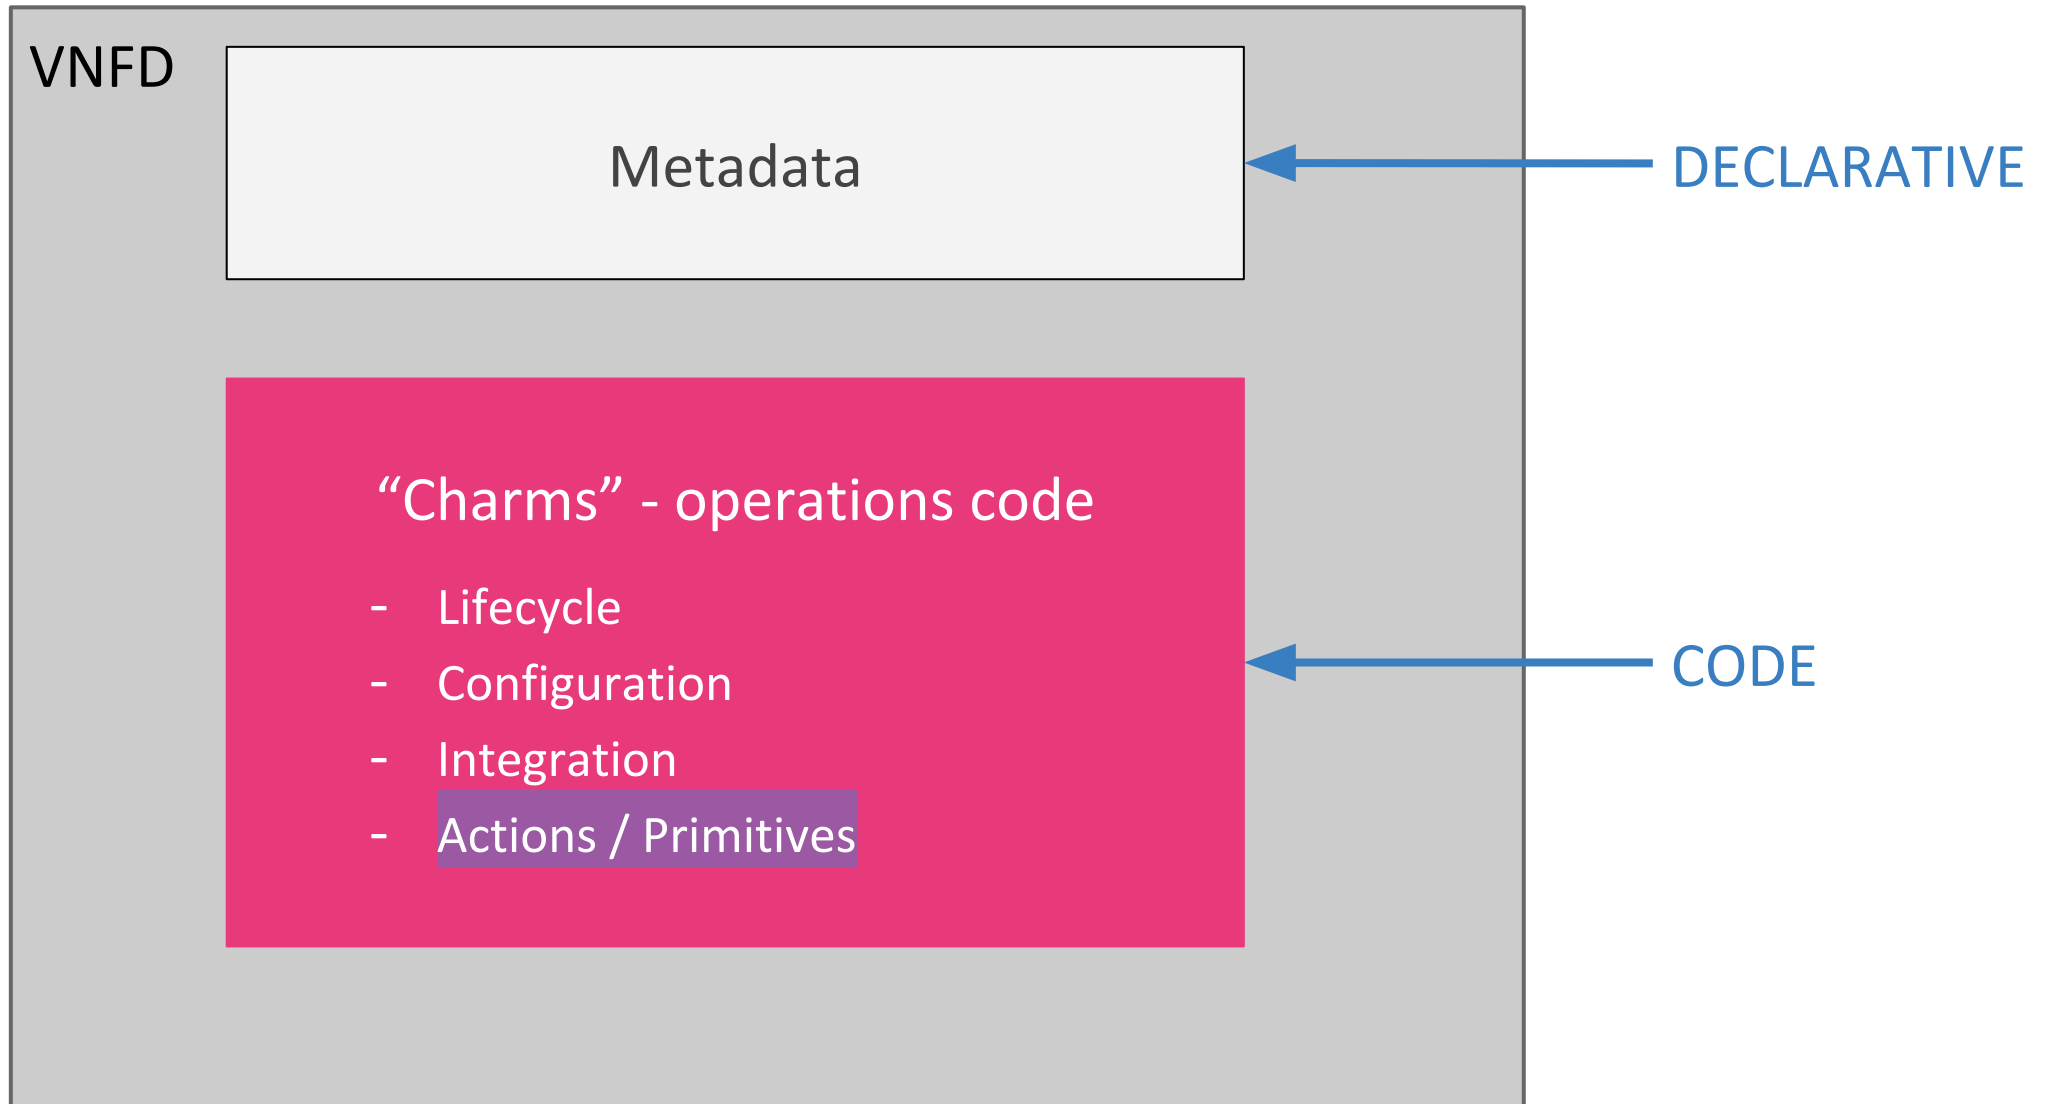 VNFD
Metadata
DECLARATIVE
“Charms” - operations code
- Lifecycle
- Configuration
- Integration
- Actions / Primitives
CODE